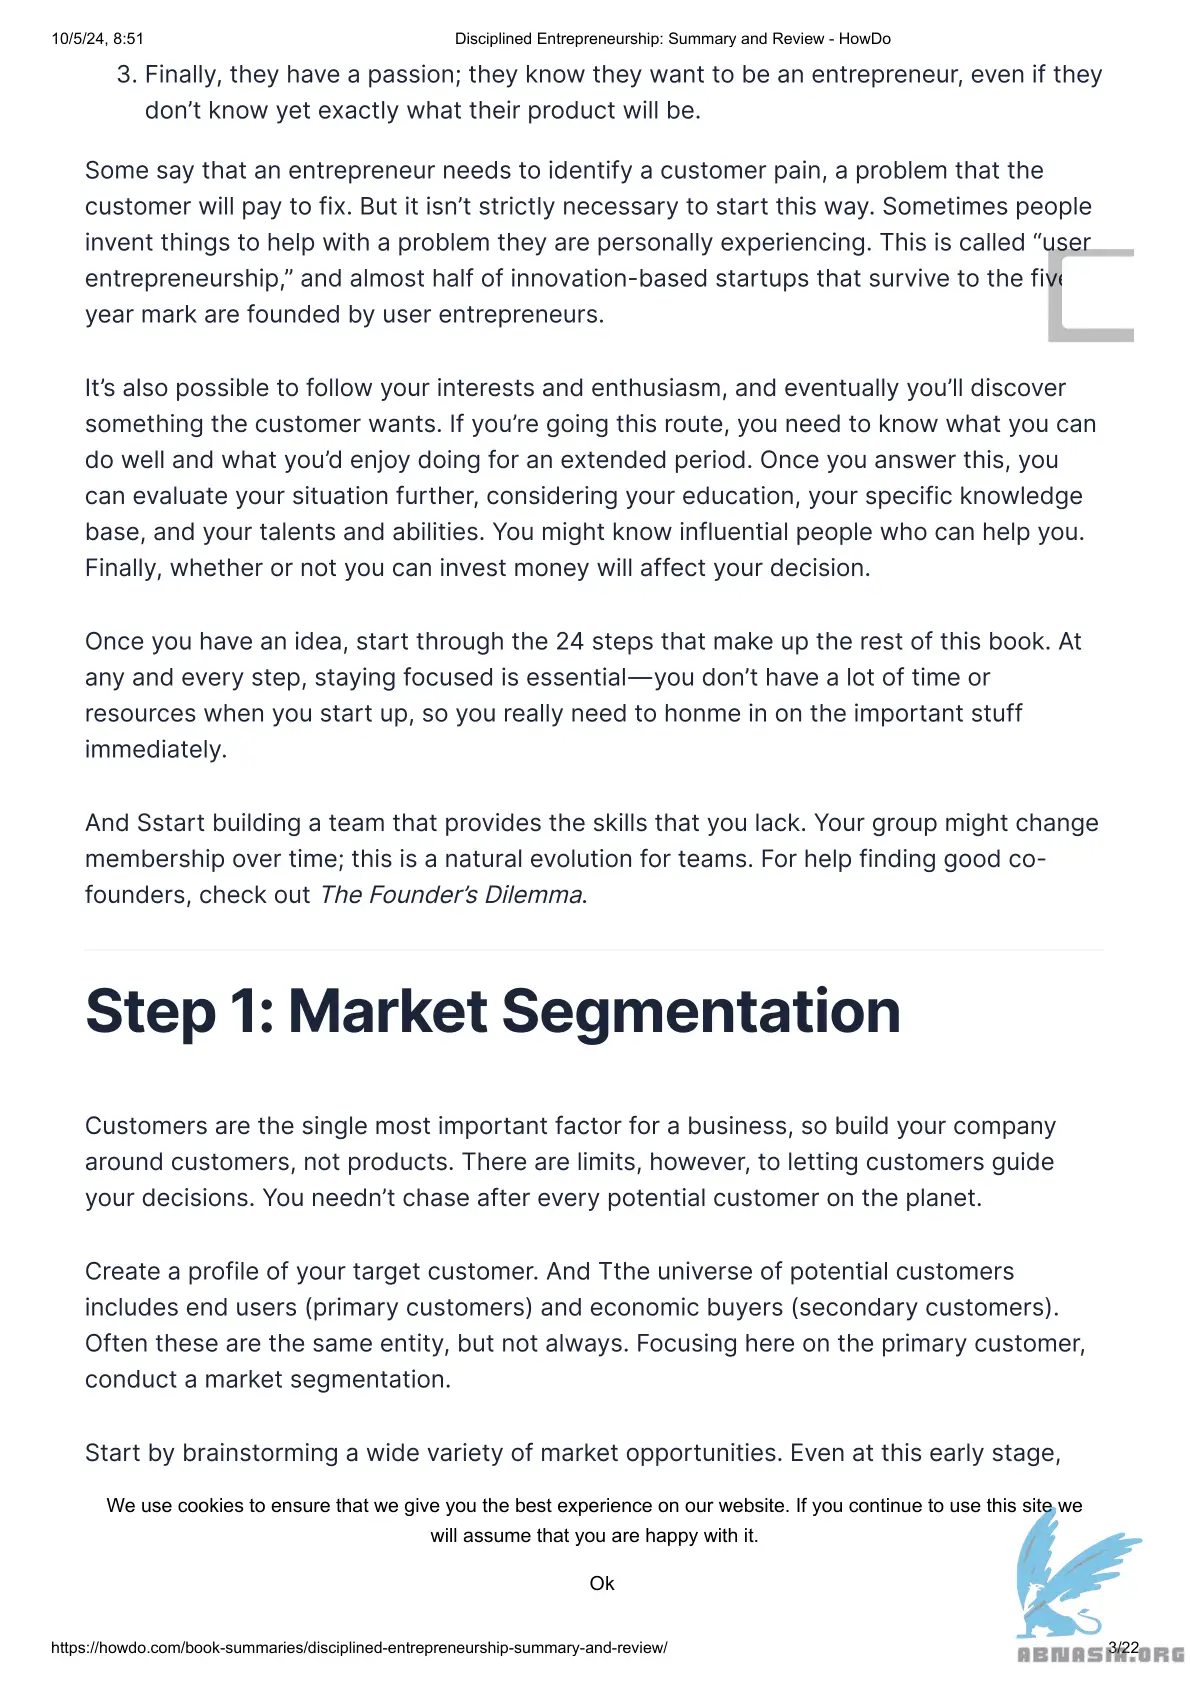 10/5/24, 8:51 Disciplined Entrepreneurship: Summary and Review - HowDo
3. Finally, they have a passion; they know they want to be an entrepreneur, even if they
don’t know yet exactly what their product will be.
Some say that an entrepreneur needs to identify a customer pain, a problem that the
customer will pay to fix. But it isn’t strictly necessary to start this way. Sometimes people
invent things to help with a problem they are personally experiencing. This is called “user
entrepreneurship,” and almost half of innovation-based startups that survive to the five
year mark are founded by user entrepreneurs.
It’s also possible to follow your interests and enthusiasm, and eventually you’ll discover
something the customer wants. If you’re going this route, you need to know what you can
do well and what you’d enjoy doing for an extended period. Once you answer this, you
can evaluate your situation further, considering your education, your specific knowledge
base, and your talents and abilities. You might know influential people who can help you.
Finally, whether or not you can invest money will affect your decision.
Once you have an idea, start through the 24 steps that make up the rest of this book. At
any and every step, staying focused is essential—you don’t have a lot of time or
resources when you start up, so you really need to honme in on the important stuff
immediately.
And Sstart building a team that provides the skills that you lack. Your group might change
membership over time; this is a natural evolution for teams. For help finding good co-
founders, check out The Founder’s Dilemma.
Step 1: Market Segmentation
Customers are the single most important factor for a business, so build your company
around customers, not products. There are limits, however, to letting customers guide
your decisions. You needn’t chase after every potential customer on the planet.
Create a profile of your target customer. And Tthe universe of potential customers
includes end users (primary customers) and economic buyers (secondary customers).
Often these are the same entity, but not always. Focusing here on the primary customer,
conduct a market segmentation.
Start by brainstorming a wide variety of market opportunities. Even at this early stage,
We use cookies to ensure that we give you the best experience on our website. If you continue to use this site we
will assume that you are happy with it.
Ok
https://howdo.com/book-summaries/disciplined-entrepreneurship-summary-and-review/ 3/22
ABNASIA.ORG